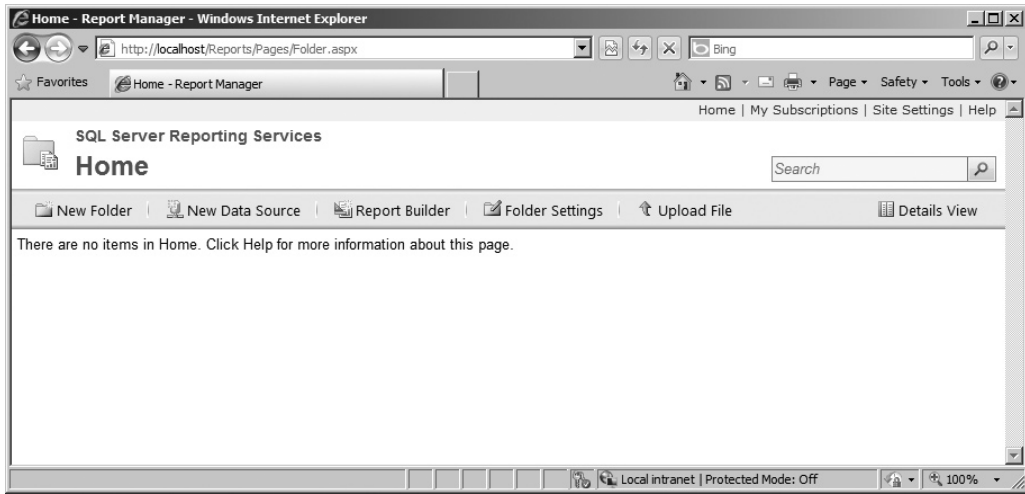 Home - Report Manager - Windows Internet Explorer
http://localhost/Reports/Pages/Folder.aspx
Bing
Favorites
Home - Report Manager
Page
Safety
Tools
Home | My Subscriptions | Site Settings | Help
SQL Server Reporting Services
Home
Search
New Folder
New Data Source
Report Builder
Folder Settings
Upload File
Details View
There are no items in Home. Click Help for more information about this page.
Local intranet | Protected Mode: Off
100%